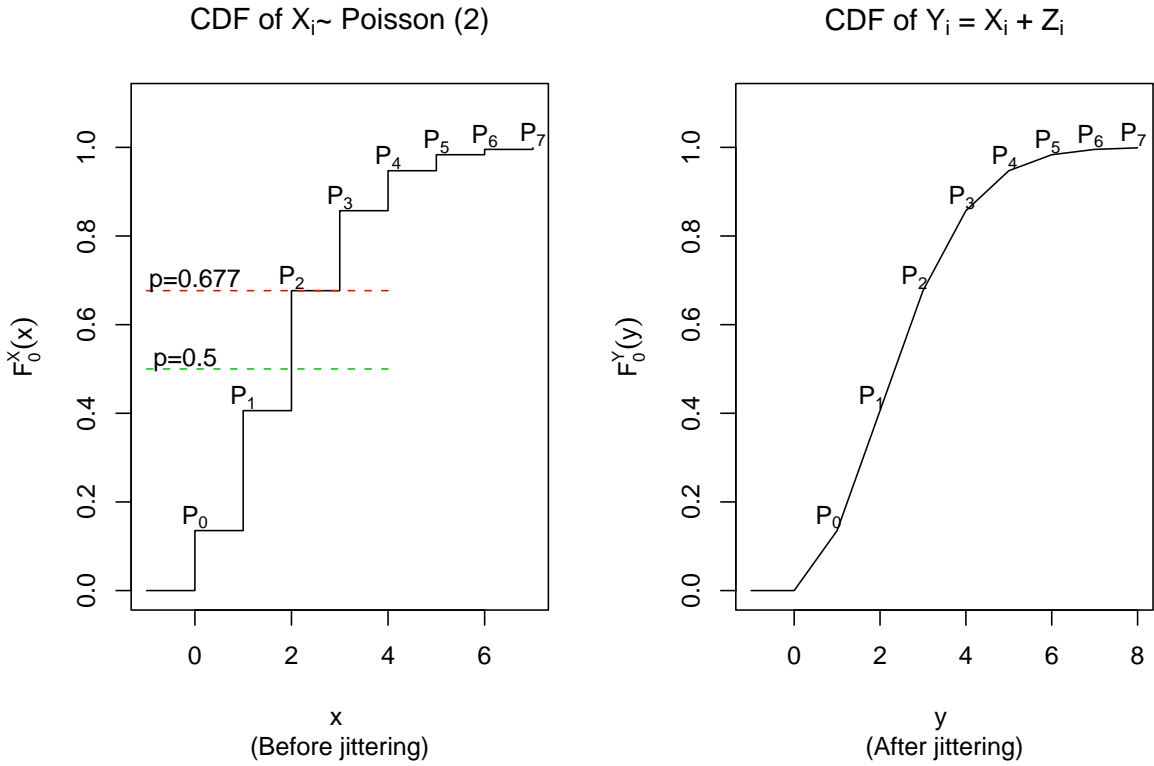 CDF of Xᵢ~ Poisson (2)
F₀ˣ(x)
1.0
0.8
0.6
0.4
0.2
0.0
P₀
P₁
P₂
P₃
P₄
P₅
P₆
P₇
p=0.677
p=0.5
0 2 4 6
x
(Before jittering)
CDF of Yᵢ = Xᵢ + Zᵢ
F₀^Y(y)
1.0
0.8
0.6
0.4
0.2
0.0
P₀
P₁
P₂
P₃
P₄
P₅
P₆
P₇
0 2 4 6 8
y
(After jittering)